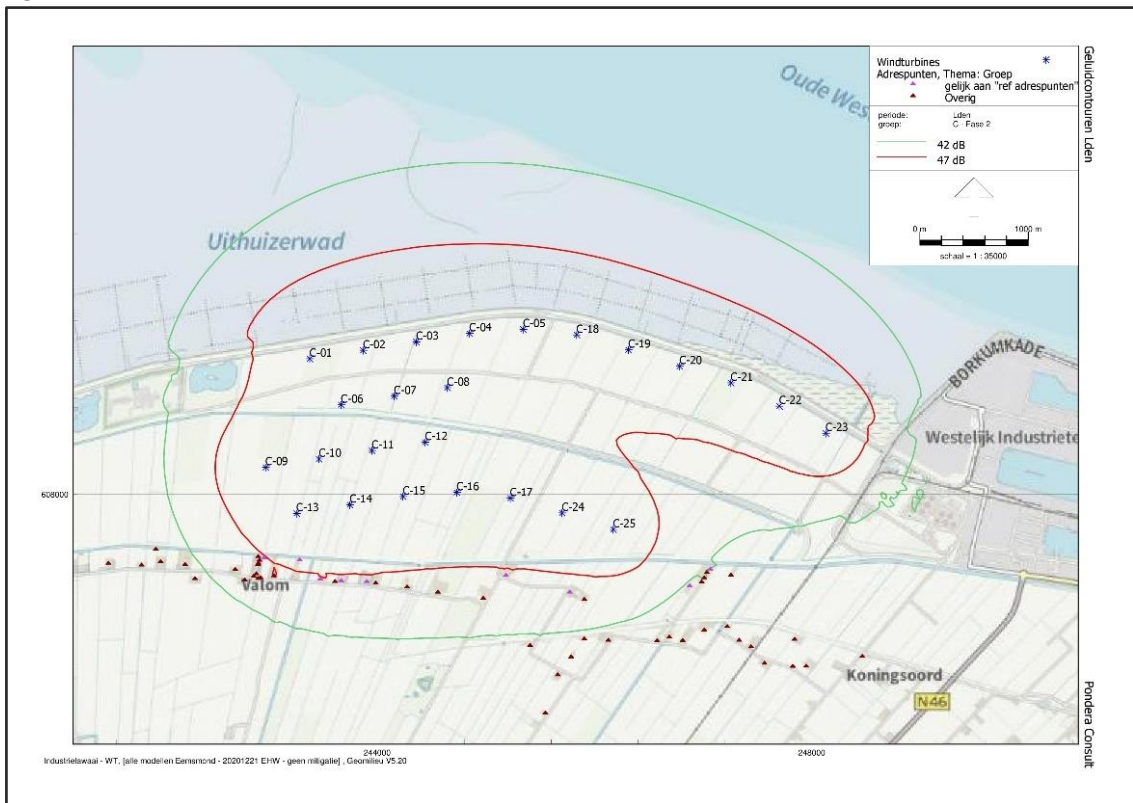 Oude West
Windturbines
Adrespunten, Thema: Groep
gelijk aan "ref adrespunten"
Overig
periode: Lden
groep: C - Fase 2
42 dB
47 dB
0 m 1000 m
schaal = 1 : 35000
Geluidcontouren Lden
Uithuizerwad
C-01
C-02
C-03
C-04
C-05
C-18
C-19
C-20
C-21
C-22
C-23
C-06
C-07
C-08
C-09
C-10
C-11
C-12
C-13
C-14
C-15
C-16
C-17
C-24
C-25
BORKUMKADE
Westelijk Industriete
608000
Valom
Koningsoord
N46
Pondera Consult
244000 248000
Industrielawaai - WT, [alle modellen Eemsmond - 20201221 EHW - geen mitigatie] , Geomilieu V5.20